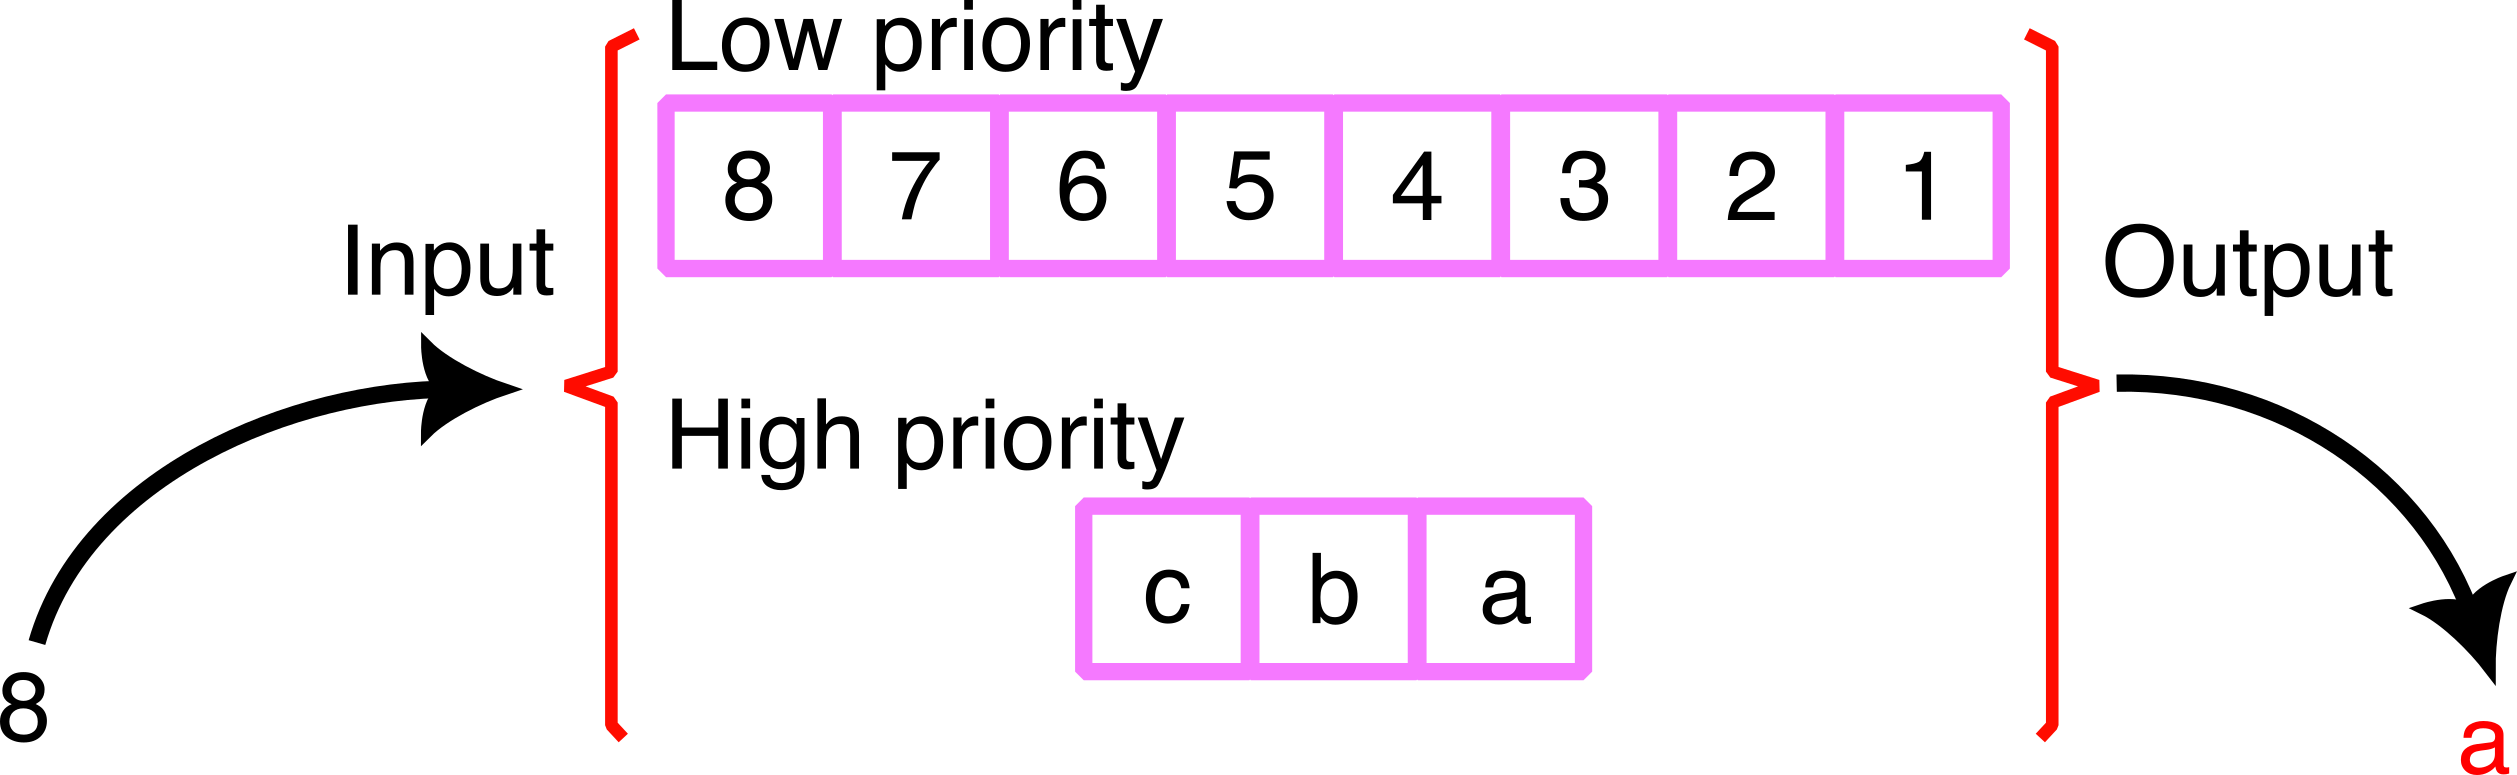 Low priority
8 7 6 5 4 3 2 1
Input
Output
High priority
c b a
8
a